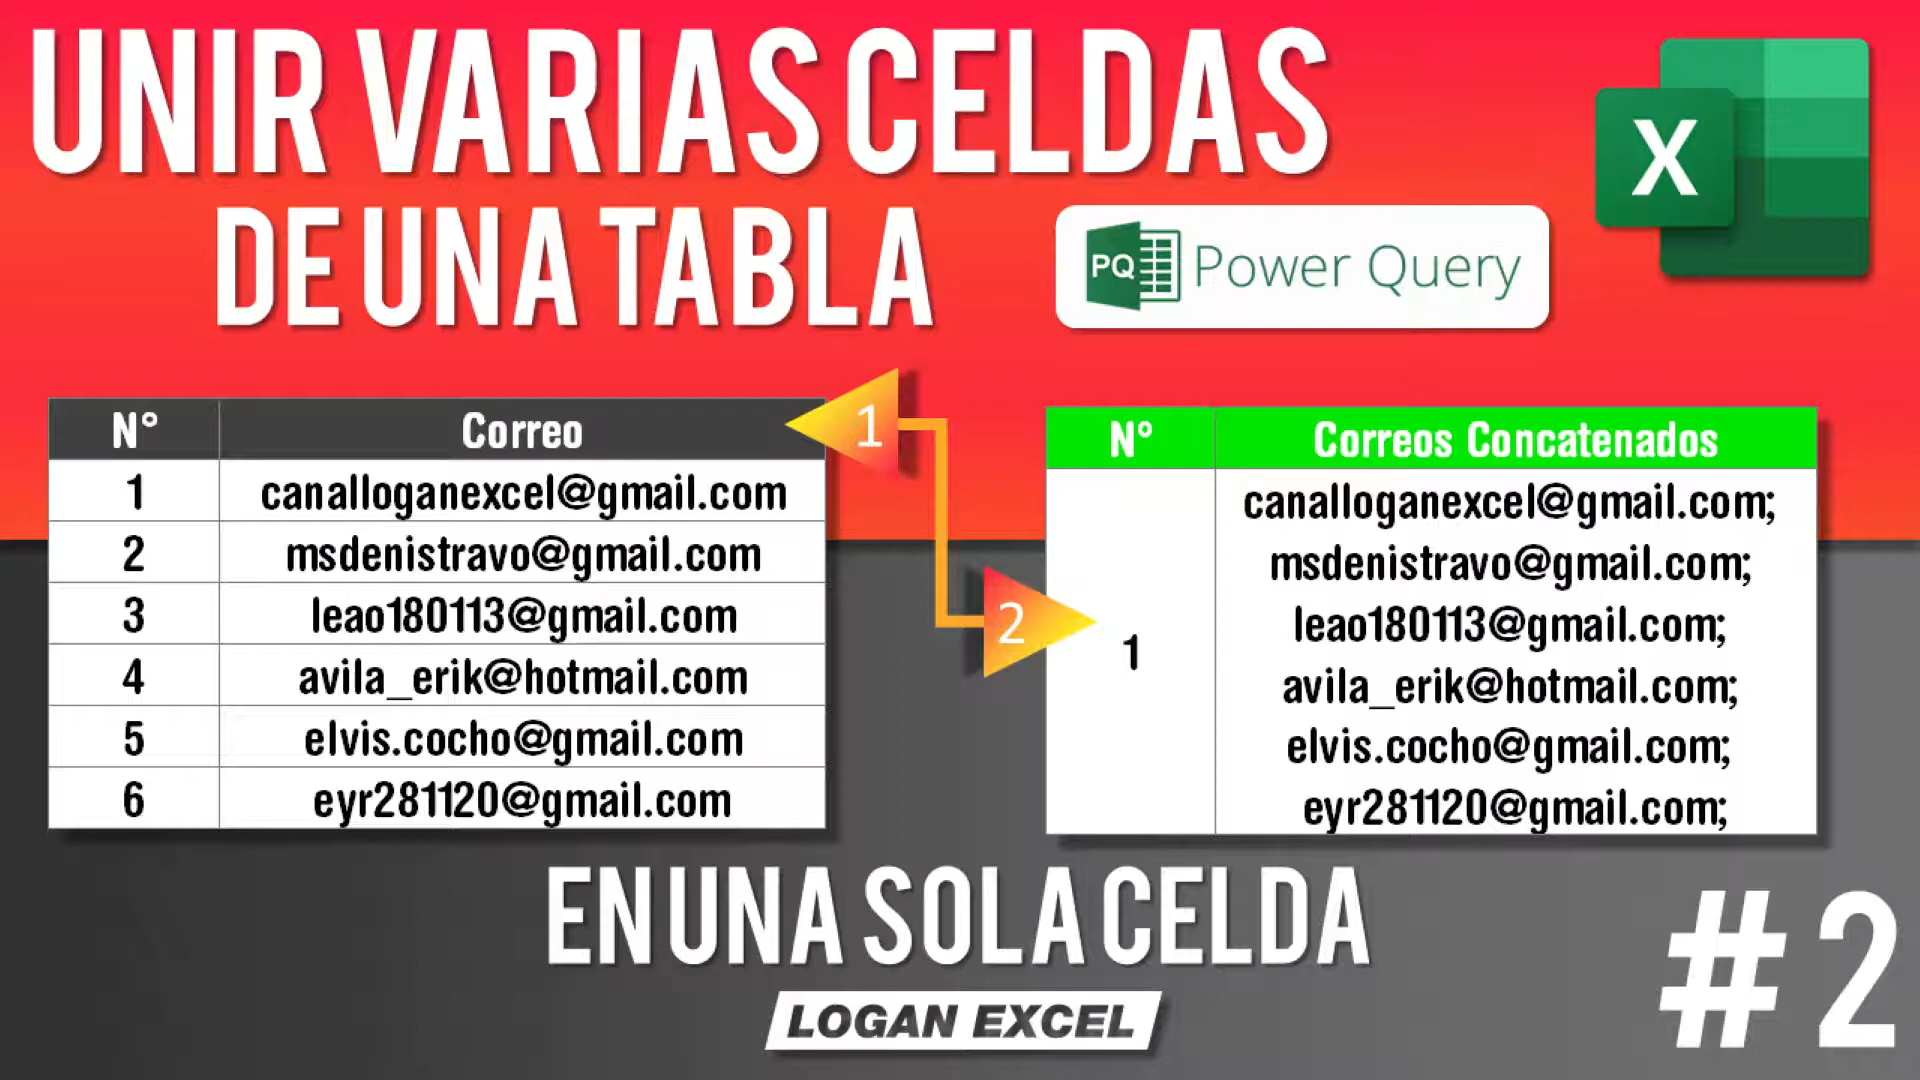 UNIR VARIAS CELDAS
DE UNA TABLA
PQ Power Query
X
N° Correo
1 canalloganexcel@gmail.com
2 msdenistravo@gmail.com
3 leao180113@gmail.com
4 avila_erik@hotmail.com
5 elvis.cocho@gmail.com
6 eyr281120@gmail.com
1
2
N° Correos Concatenados
1
canalloganexcel@gmail.com;
msdenistravo@gmail.com;
leao180113@gmail.com;
avila_erik@hotmail.com;
elvis.cocho@gmail.com;
eyr281120@gmail.com;
EN UNA SOLA CELDA
LOGAN EXCEL
#2